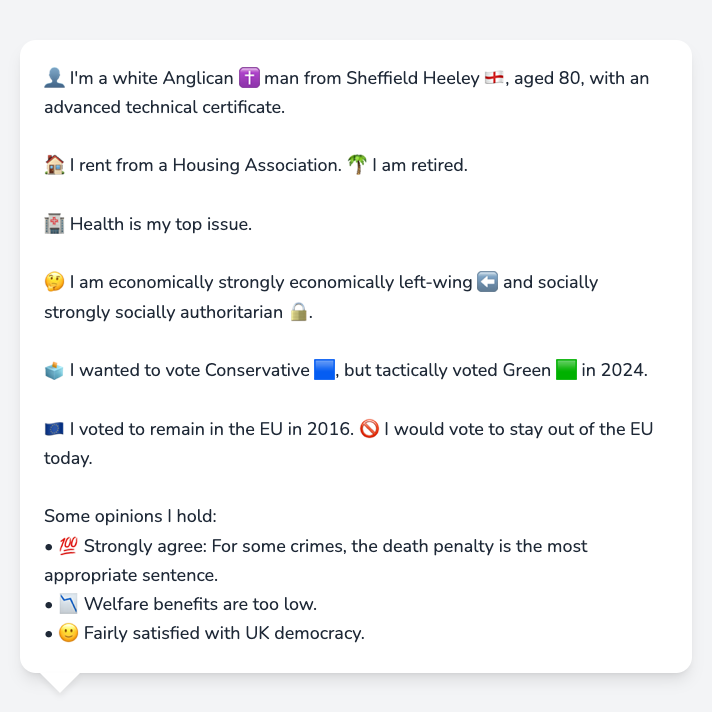 👤 I'm a white Anglican ✝️ man from Sheffield Heeley 🏴󠁧󠁢󠁥󠁮󠁧󠁿, aged 80, with an
advanced technical certificate.
🏠 I rent from a Housing Association. 🌴 I am retired.
🏥 Health is my top issue.
🤔 I am economically strongly economically left-wing ⬅️ and socially
strongly socially authoritarian 🔒.
🗳️ I wanted to vote Conservative 🟦, but tactically voted Green 🟩 in 2024.
🇪🇺 I voted to remain in the EU in 2016. 🚫 I would vote to stay out of the EU
today.
Some opinions I hold:
• 💯 Strongly agree: For some crimes, the death penalty is the most
appropriate sentence.
• 📉 Welfare benefits are too low.
• 🙂 Fairly satisfied with UK democracy.